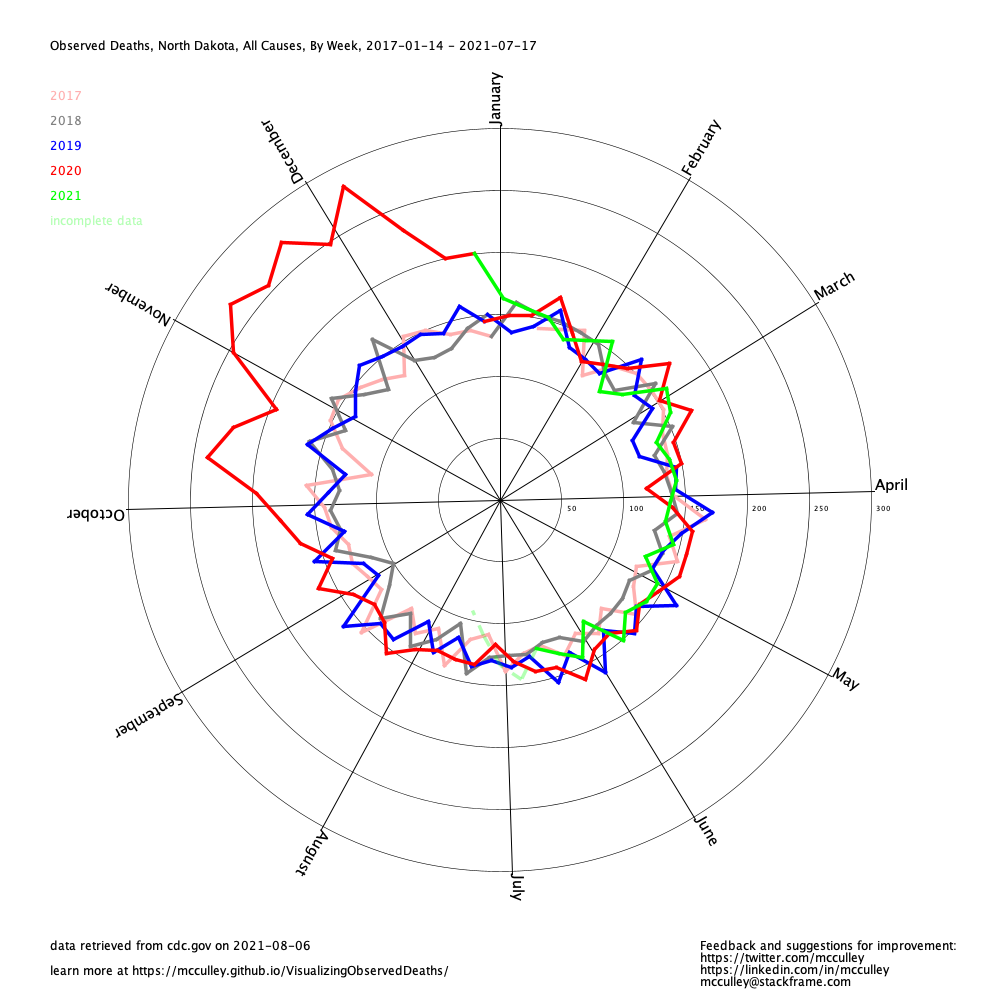 Observed Deaths, North Dakota, All Causes, By Week, 2017-01-14 - 2021-07-17
2017
2018
2019
2020
2021
incomplete data
January
February
March
April
May
June
July
August
September
October
November
December
50
100
150
200
250
300
data retrieved from cdc.gov on 2021-08-06
learn more at https://mcculley.github.io/VisualizingObservedDeaths/
Feedback and suggestions for improvement:
https://twitter.com/mcculley
https://linkedin.com/in/mcculley
mcculley@stackframe.com